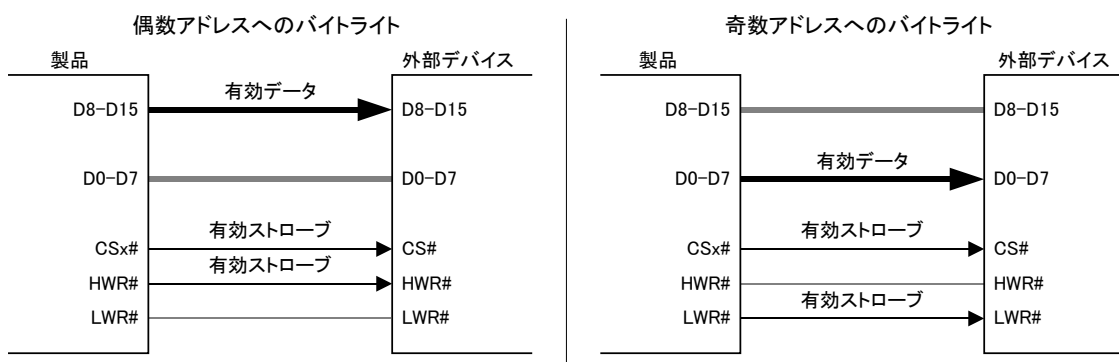 偶数アドレスへのバイトライト
製品
外部デバイス
有効データ
D8-D15
D8-D15
D0-D7
D0-D7
有効ストローブ
CSx#
CS#
有効ストローブ
HWR#
HWR#
LWR#
LWR#
奇数アドレスへのバイトライト
製品
外部デバイス
D8-D15
D8-D15
有効データ
D0-D7
D0-D7
有効ストローブ
CSx#
CS#
HWR#
HWR#
有効ストローブ
LWR#
LWR#